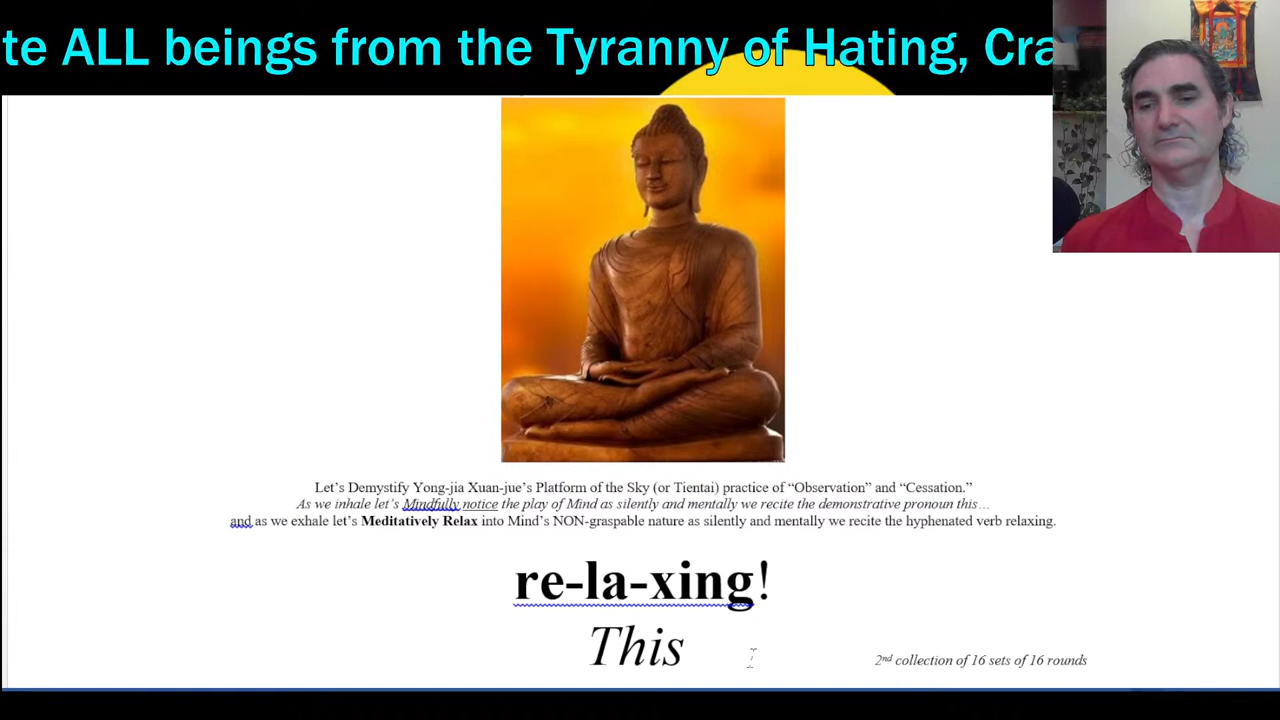 te ALL beings from the Tyranny of Hating, Cra
Let's Demystify Yong-jia Xuan-jue's Platform of the Sky (or Tientai) practice of “Observation” and “Cessation.”
As we inhale let's Mindfully notice the play of Mind as silently and mentally we recite the demonstrative pronoun this…
and as we exhale let's Meditatively Relax into Mind's NON-graspable nature as silently and mentally we recite the hyphenated verb relaxing.
re-la-xing!
This
2nd collection of 16 sets of 16 rounds